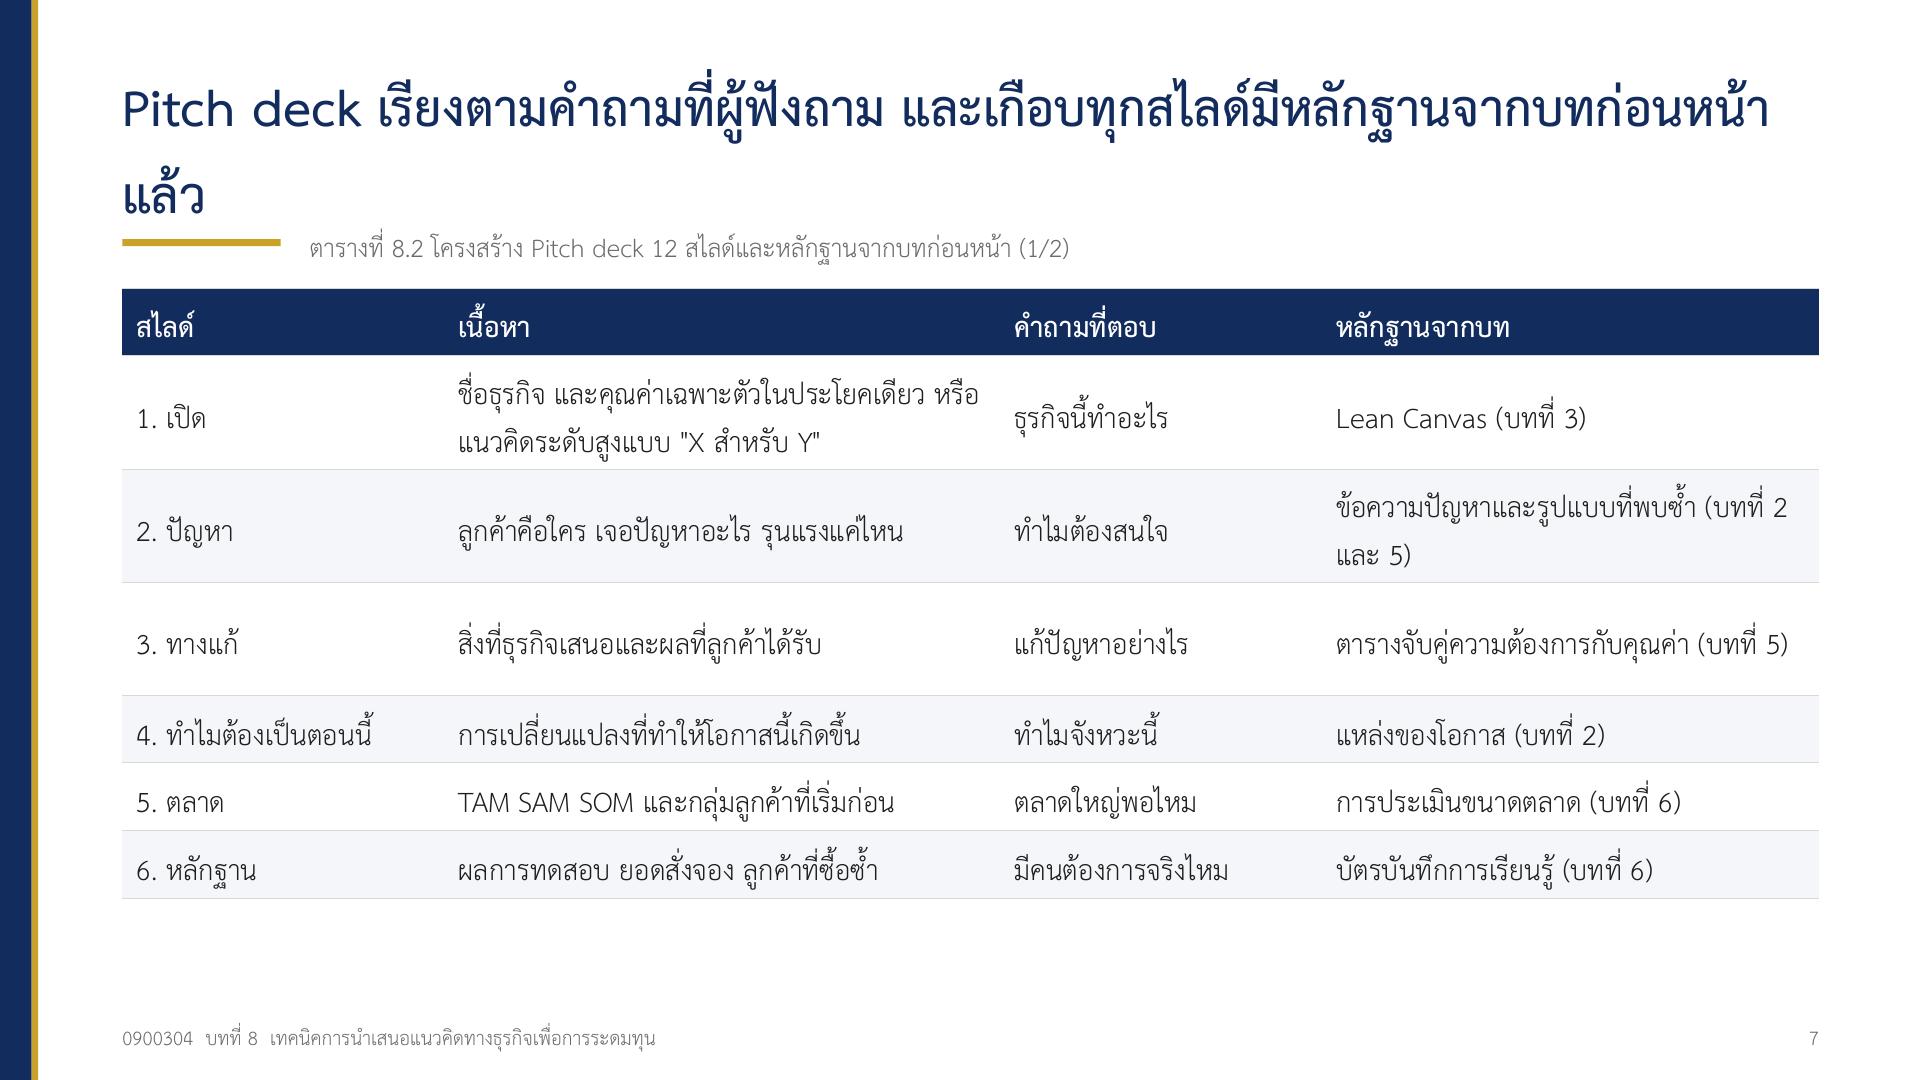 Pitch deck เรียงตามคำถามที่ผู้ฟังถาม และเกือบทุกสไลด์มีหลักฐานจากบทก่อนหน้า
แล้ว
ตารางที่ 8.2 โครงสร้าง Pitch deck 12 สไลด์และหลักฐานจากบทก่อนหน้า (1/2)
สไลด์ เนื้อหา คำถามที่ตอบ หลักฐานจากบท
1. เปิด ชื่อธุรกิจ และคุณค่าเฉพาะตัวในประโยคเดียว หรือ
แนวคิดระดับสูงแบบ "X สำหรับ Y" ธุรกิจนี้ทำอะไร Lean Canvas (บทที่ 3)
2. ปัญหา ลูกค้าคือใคร เจอปัญหาอะไร รุนแรงแค่ไหน ทำไมต้องสนใจ ข้อความปัญหาและรูปแบบที่พบซ้ำ (บทที่ 2
และ 5)
3. ทางแก้ สิ่งที่ธุรกิจเสนอและผลที่ลูกค้าได้รับ แก้ปัญหาอย่างไร ตารางจับคู่ความต้องการกับคุณค่า (บทที่ 5)
4. ทำไมต้องเป็นตอนนี้ การเปลี่ยนแปลงที่ทำให้โอกาสนี้เกิดขึ้น ทำไมจังหวะนี้ แหล่งของโอกาส (บทที่ 2)
5. ตลาด TAM SAM SOM และกลุ่มลูกค้าที่เริ่มก่อน ตลาดใหญ่พอไหม การประเมินขนาดตลาด (บทที่ 6)
6. หลักฐาน ผลการทดสอบ ยอดสั่งจอง ลูกค้าที่ซื้อซ้ำ มีคนต้องการจริงไหม บัตรบันทึกการเรียนรู้ (บทที่ 6)
0900304 บทที่ 8 เทคนิคการนำเสนอแนวคิดทางธุรกิจเพื่อการระดมทุน 7